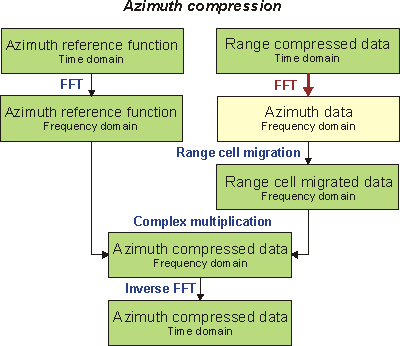 Azimuth compression
Azimuth reference function
Time domain
Range compressed data
Time domain
FFT
FFT
Azimuth reference function
Frequency domain
Azimuth data
Frequency domain
Range cell migration
Range cell migrated data
Frequency domain
Complex multiplication
Azimuth compressed data
Frequency domain
Inverse FFT
Azimuth compressed data
Time domain